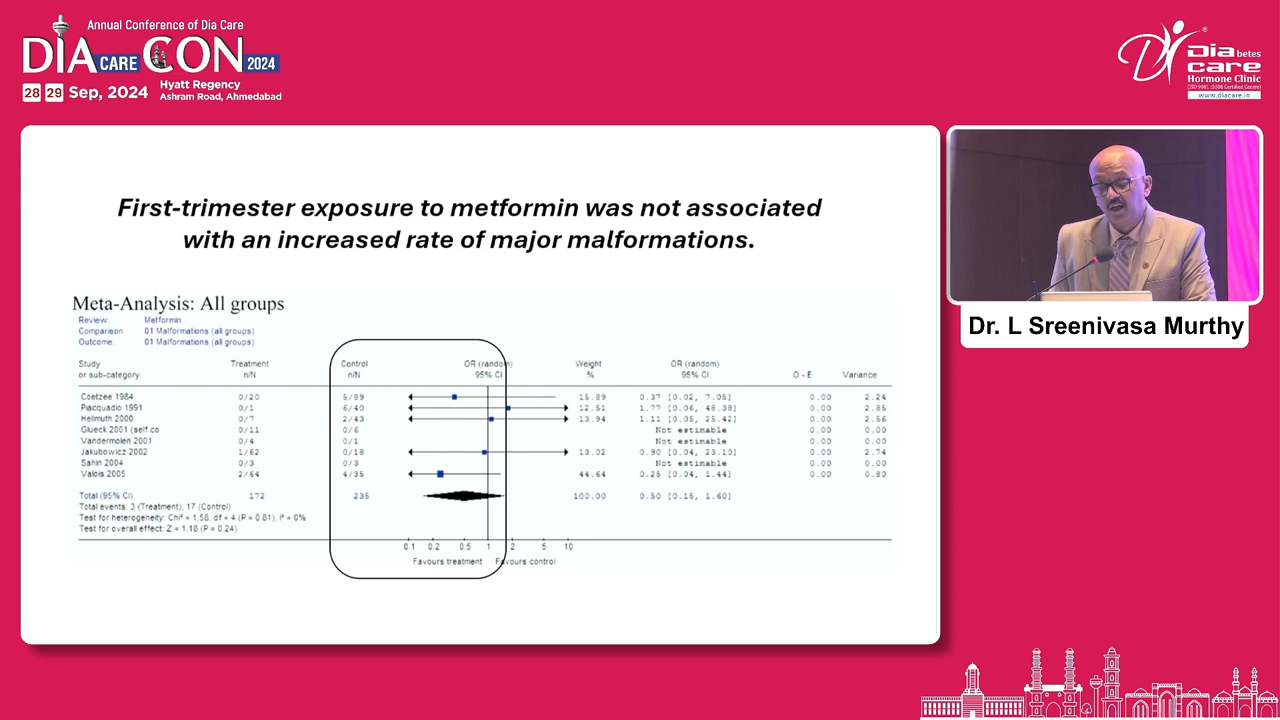 Annual Conference of Dia Care
DIA CARE CON 2024
28 29 Sep, 2024
Hyatt Regency
Ashram Road, Ahmedabad
Diabetes
care
Hormone Clinic
www.diacare.in
First-trimester exposure to metformin was not associated
with an increased rate of major malformations.
Meta-Analysis: All groups
Review: Metformin
Comparison: 01 Malformations (all groups)
Outcome: 01 Malformations (all groups)
Study Treatment Control OR (random) Weight OR (random)
or sub-category n/N n/N 95% CI % 95% CI O - E Variance
Coetzee 1984 0/20 5/89 15.89 0.37 [0.02, 7.05] 0.00 2.24
Piacquadio 1991 0/1 6/40 12.51 1.77 [0.06, 48.38] 0.00 2.85
Hellmuth 2000 0/7 2/43 13.94 1.11 [0.05, 25.42] 0.00 2.56
Glueck 2001 (self co 0/11 0/6 Not estimable 0.00 0.00
Vandermolen 2001 0/4 0/1 Not estimable 0.00 0.00
Jakubowicz 2002 1/62 0/18 13.02 0.90 [0.04, 23.10] 0.00 2.74
Sahin 2004 0/3 0/3 Not estimable 0.00 0.00
Valois 2005 2/64 4/35 44.64 0.25 [0.04, 1.44] 0.00 0.80
Total (95% CI) 172 235 100.00 0.50 [0.15, 1.60]
Total events: 3 (Treatment), 17 (Control)
Test for heterogeneity: Chi² = 1.58, df = 4 (P = 0.81), I² = 0%
Test for overall effect: Z = 1.18 (P = 0.24)
0.1 0.2 0.5 1 2 5 10
Favours treatment Favours control
Dr. L Sreenivasa Murthy